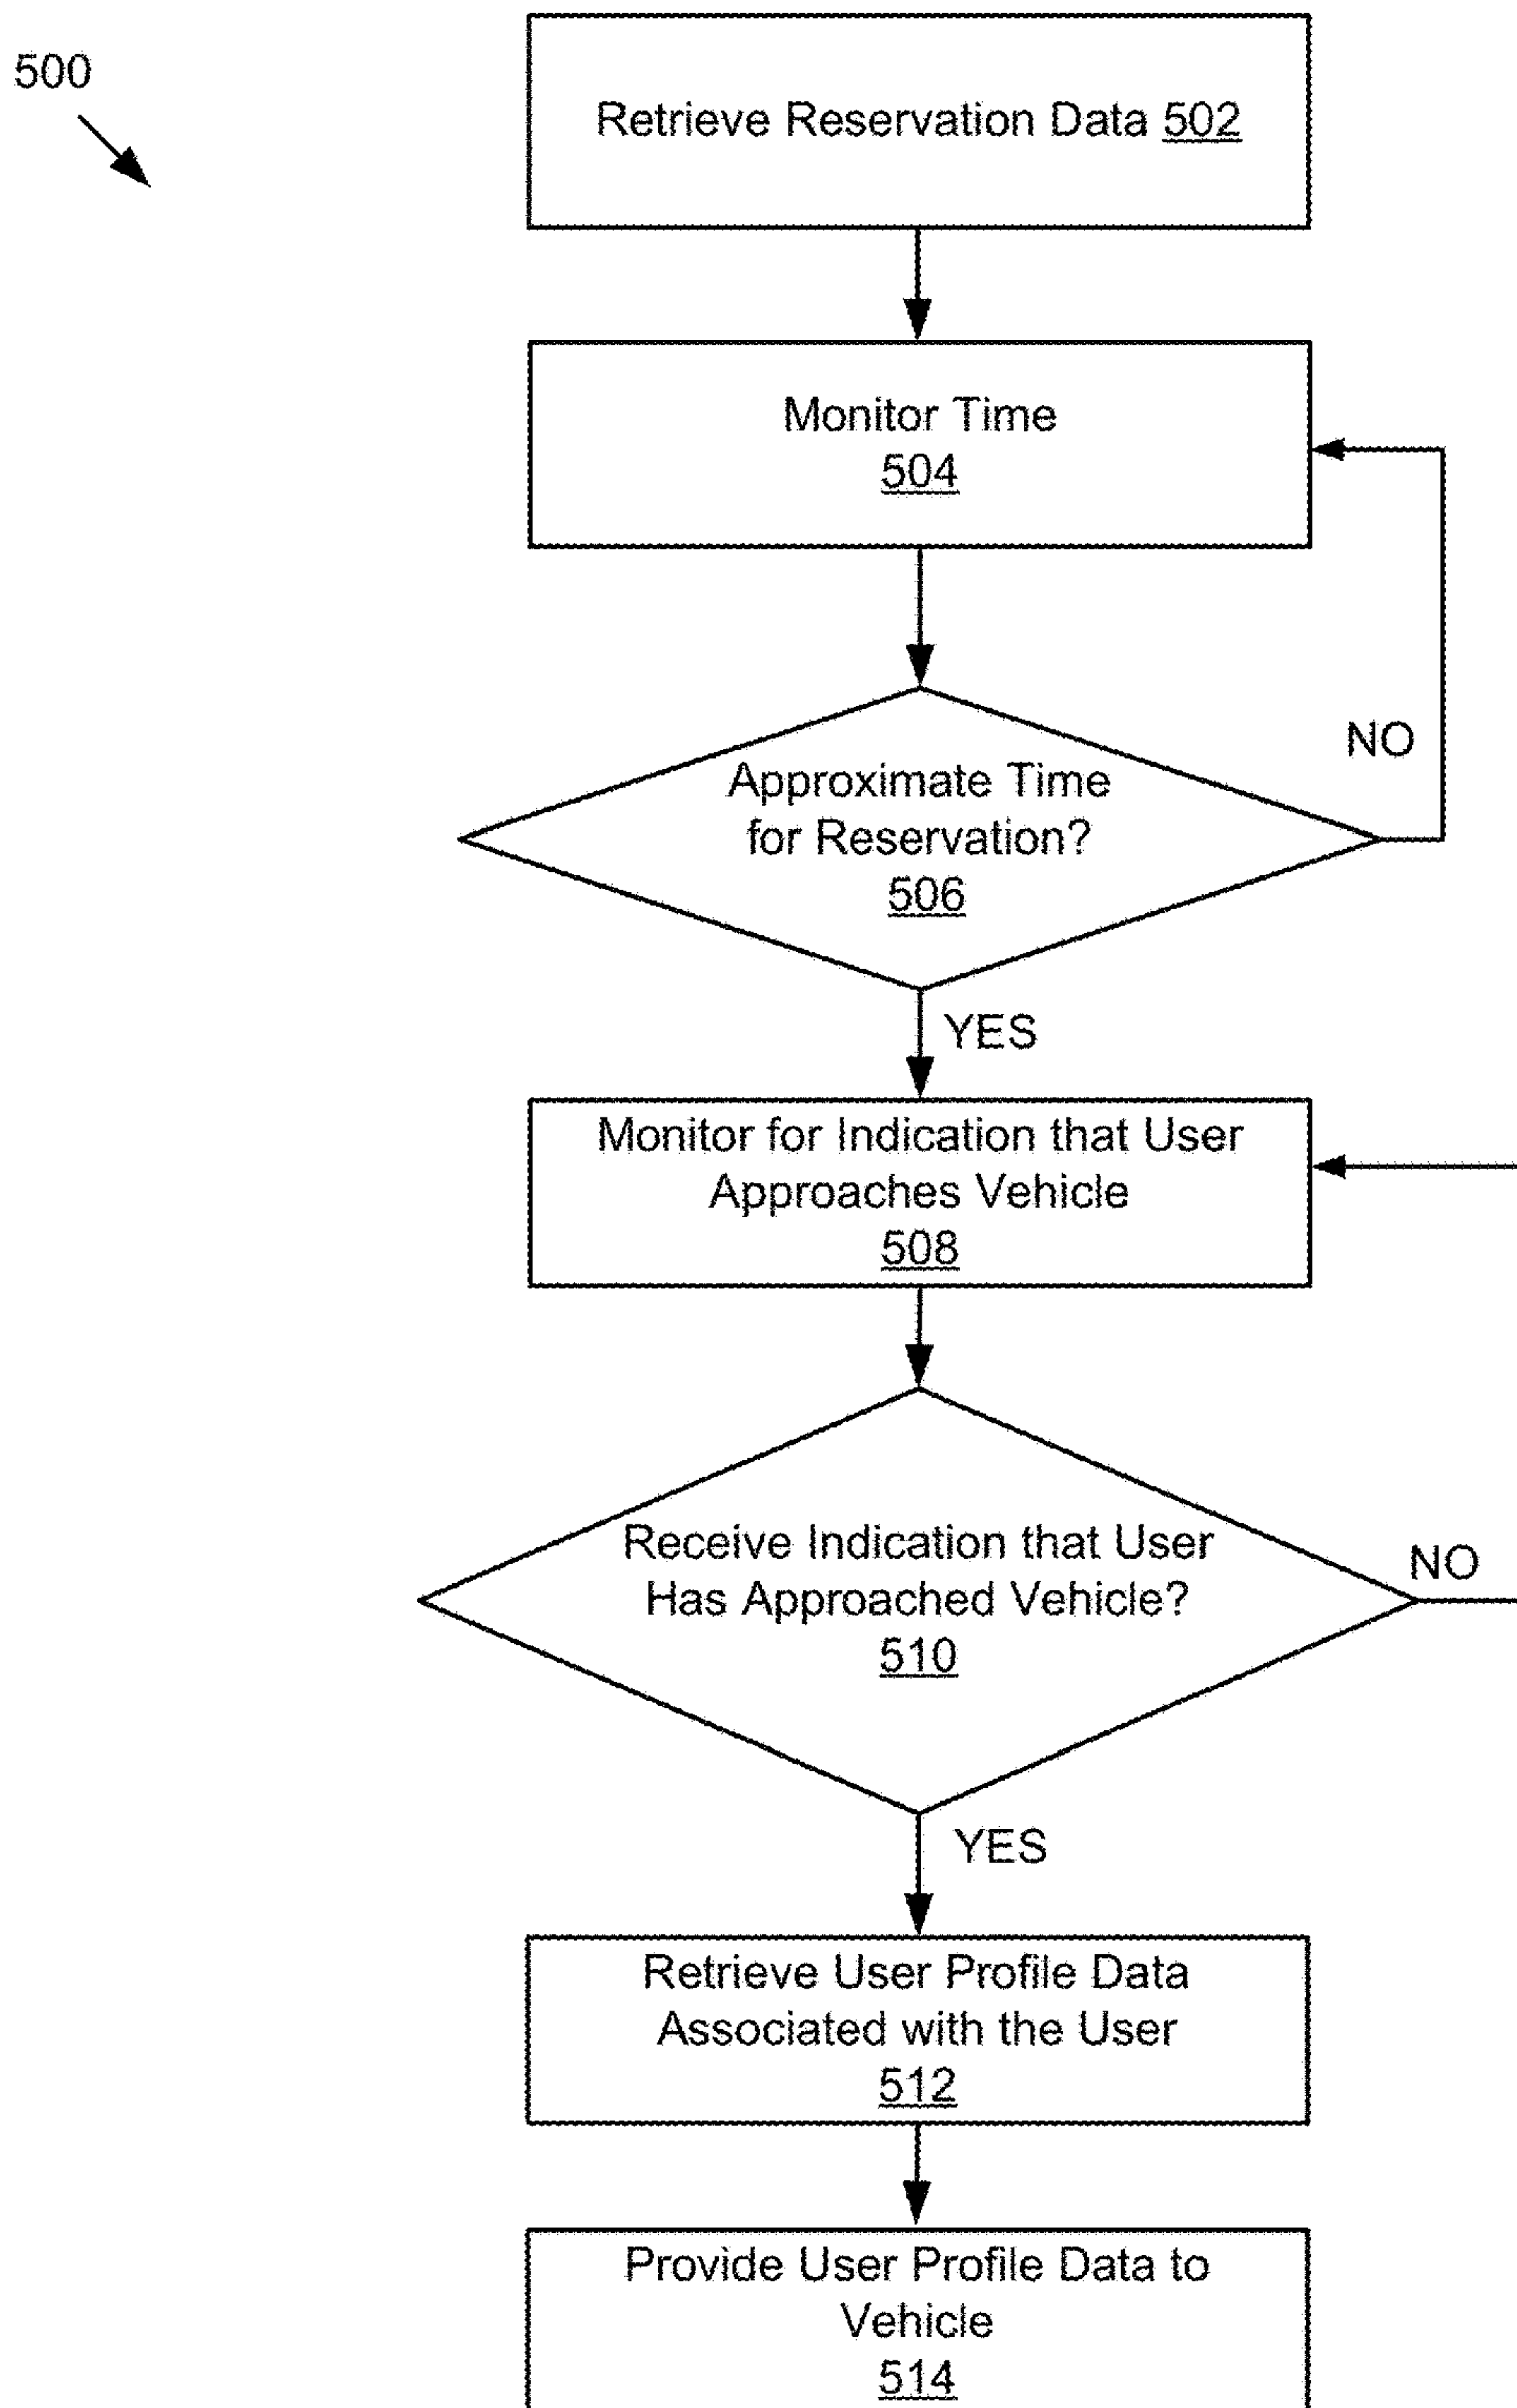 500
Retrieve Reservation Data 502
Monitor Time
504
Approximate Time
for Reservation?
506
NO
YES
Monitor for Indication that User
Approaches Vehicle
508
Receive Indication that User
Has Approached Vehicle?
510
NO
YES
Retrieve User Profile Data
Associated with the User
512
Provide User Profile Data to
Vehicle
514